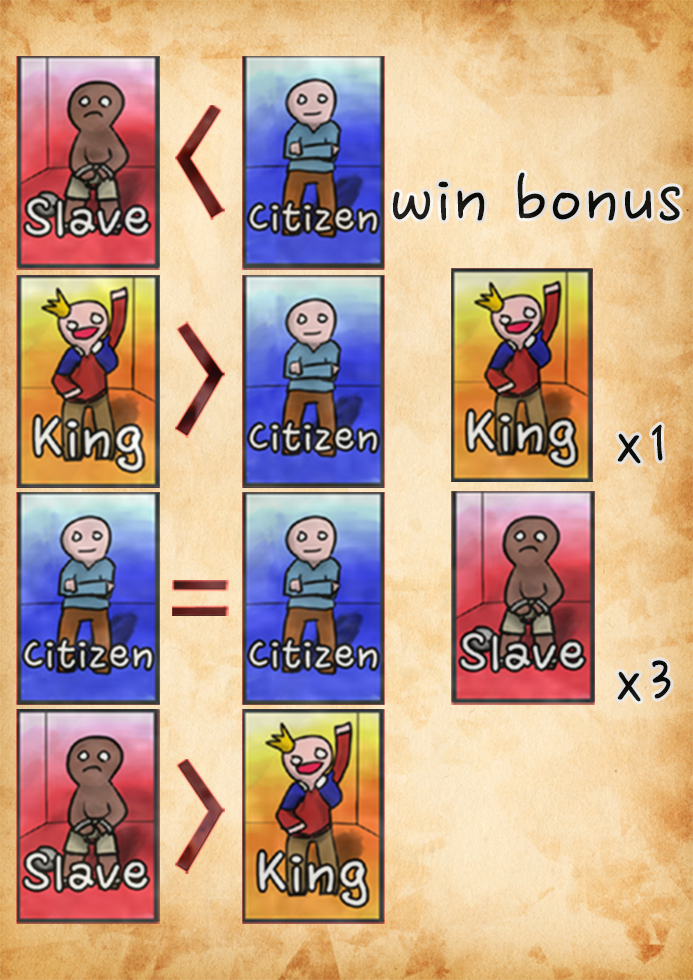 Slave < Citizen
win bonus
King > Citizen
King x1
Citizen = Citizen
Slave x3
Slave > King